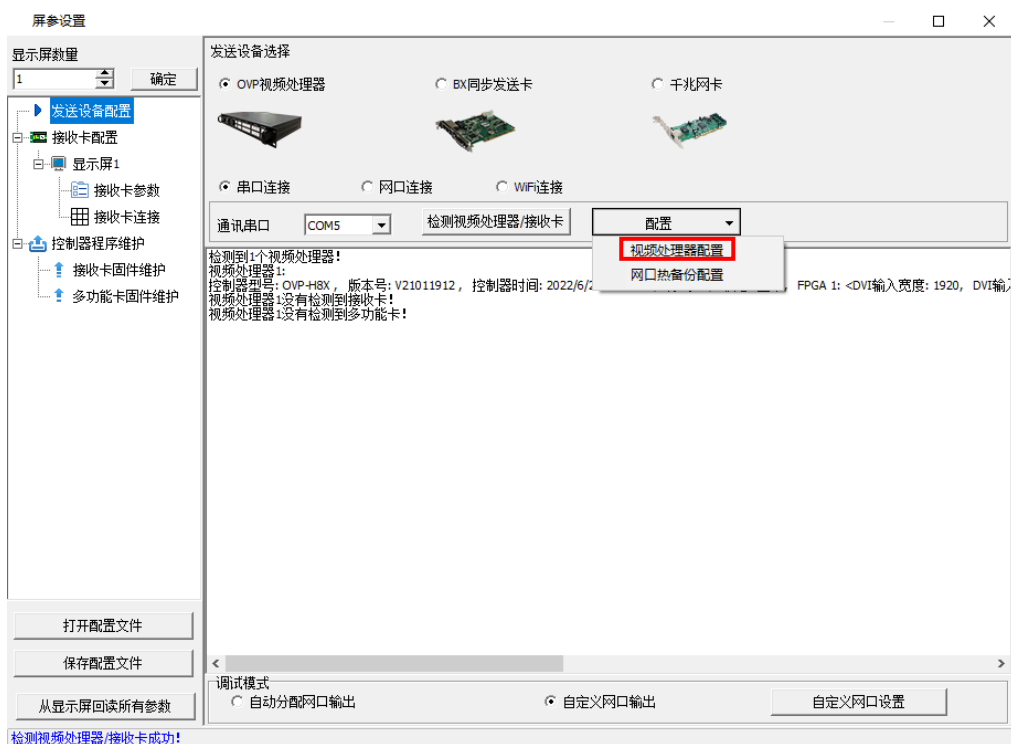 屏参设置
显示屏数量
1
确定
发送设备配置
接收卡配置
显示屏1
接收卡参数
接收卡连接
控制器程序维护
接收卡固件维护
多功能卡固件维护
打开配置文件
保存配置文件
从显示屏回读所有参数
发送设备选择
OVP视频处理器
BX同步发送卡
千兆网卡
串口连接
网口连接
WiFi连接
通讯串口
COM5
检测视频处理器/接收卡
配置
视频处理器配置
网口热备份配置
检测到1个视频处理器!
视频处理器1:
控制器型号: OVP-H8X， 版本号: V21011912， 控制器时间: 2022/6/2 FPGA 1: <DVI输入宽度: 1920， DVI输
视频处理器1没有检测到接收卡!
视频处理器1没有检测到多功能卡!
调试模式
自动分配网口输出
自定义网口输出
自定义网口设置
检测视频处理器/接收卡成功!